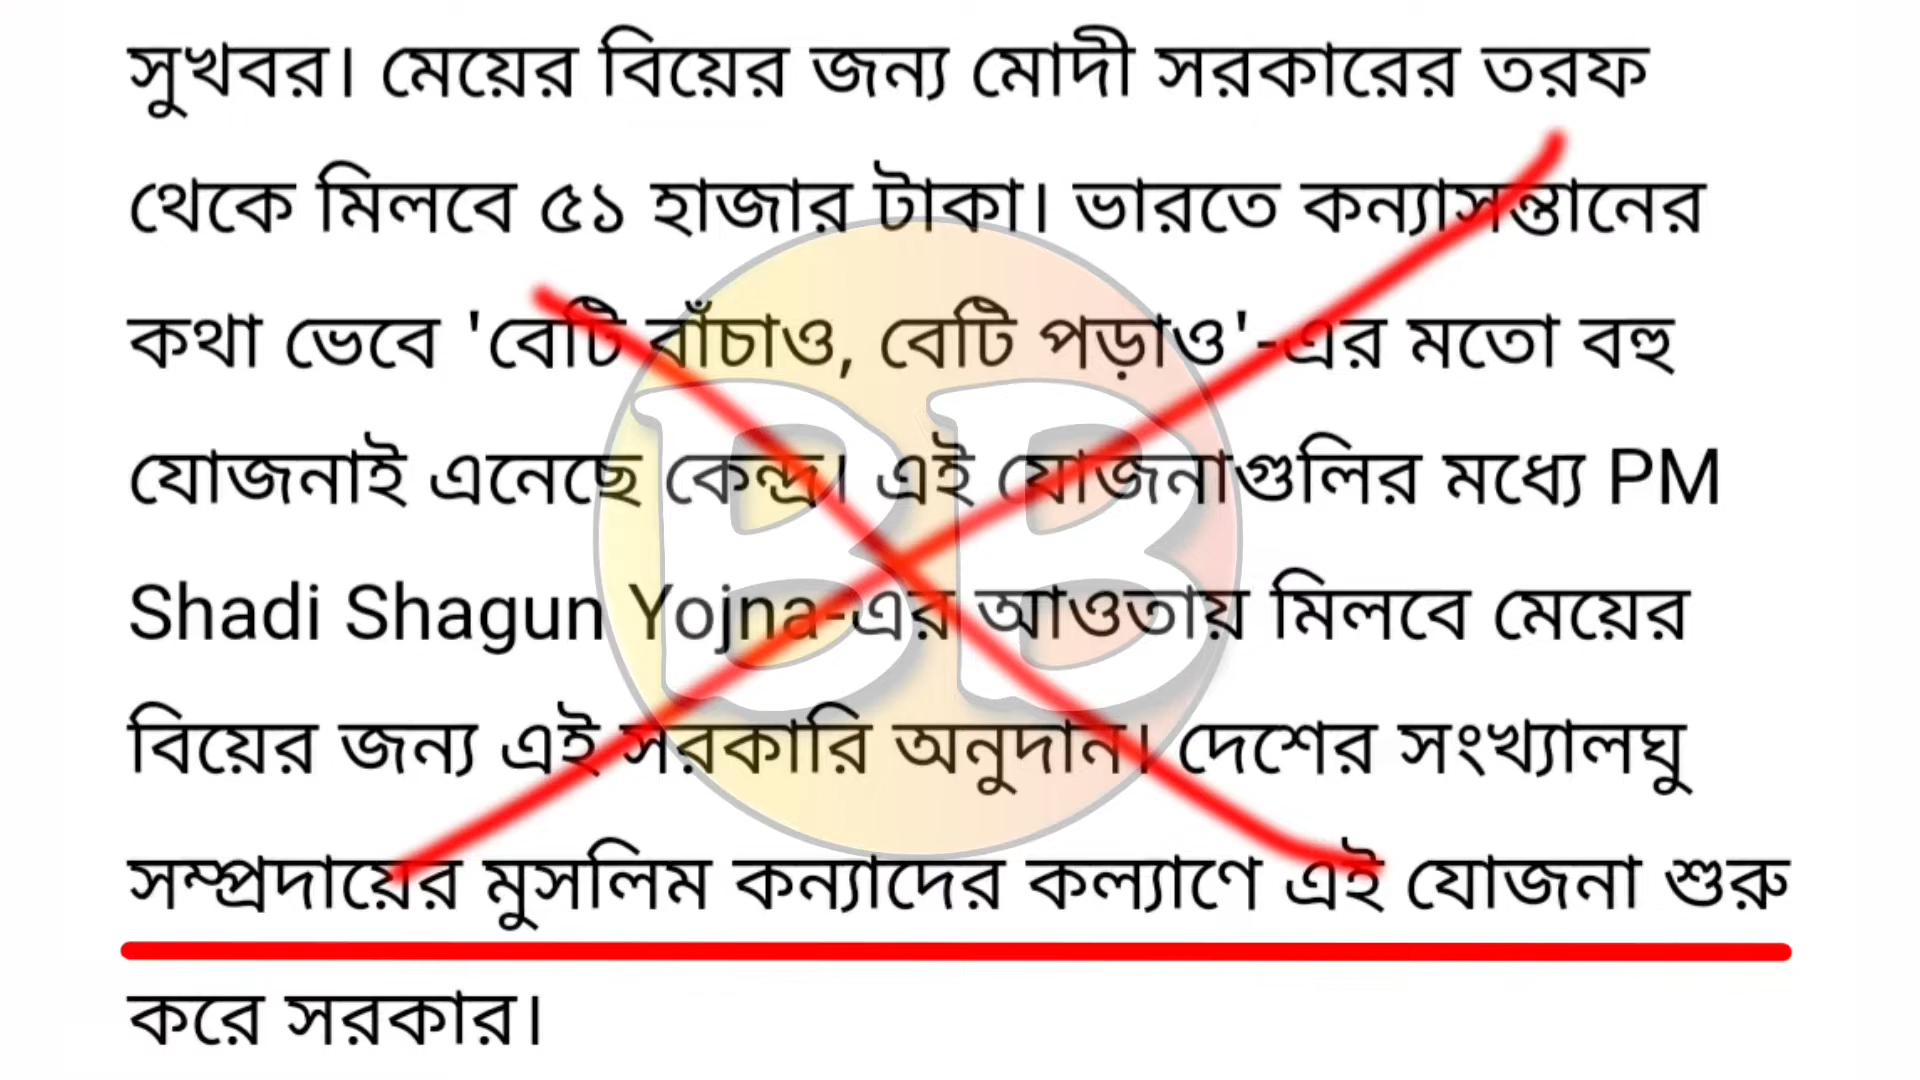 সুখবর। মেয়ের বিয়ের জন্য মোদী সরকারের তরফ
থেকে মিলবে ৫১ হাজার টাকা। ভারতে কন্যাসন্তানের
কথা ভেবে 'বেটি বাঁচাও, বেটি পড়াও'-এর মতো বহু
যোজনাই এনেছে কেন্দ্র। এই যোজনাগুলির মধ্যে PM
Shadi Shagun Yojna-এর আওতায় মিলবে মেয়ের
বিয়ের জন্য এই সরকারি অনুদান। দেশের সংখ্যালঘু
সম্প্রদায়ের মুসলিম কন্যাদের কল্যাণে এই যোজনা শুরু
করে সরকার।
BB